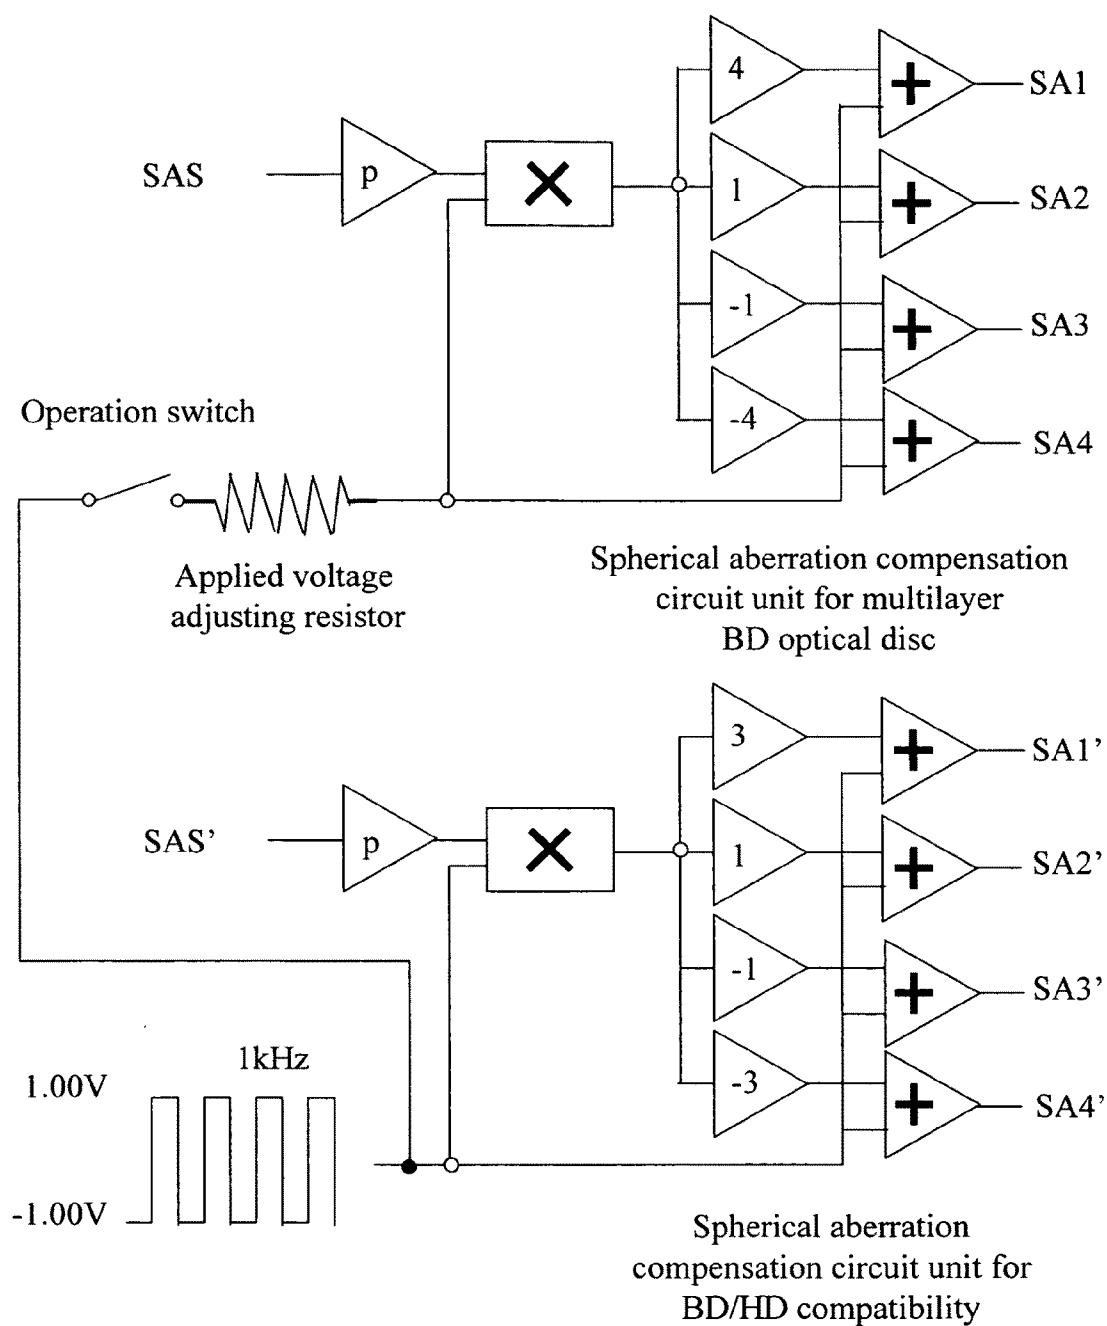 4
SA1
SAS
p
×
+
1
SA2
+
-1
SA3
+
-4
SA4
+
Operation switch
Applied voltage
adjusting resistor
Spherical aberration compensation
circuit unit for multilayer
BD optical disc
3
SA1'
+
SAS'
p
×
1
SA2'
+
-1
SA3'
+
-3
SA4'
+
1kHz
1.00V
-1.00V
Spherical aberration
compensation circuit unit for
BD/HD compatibility